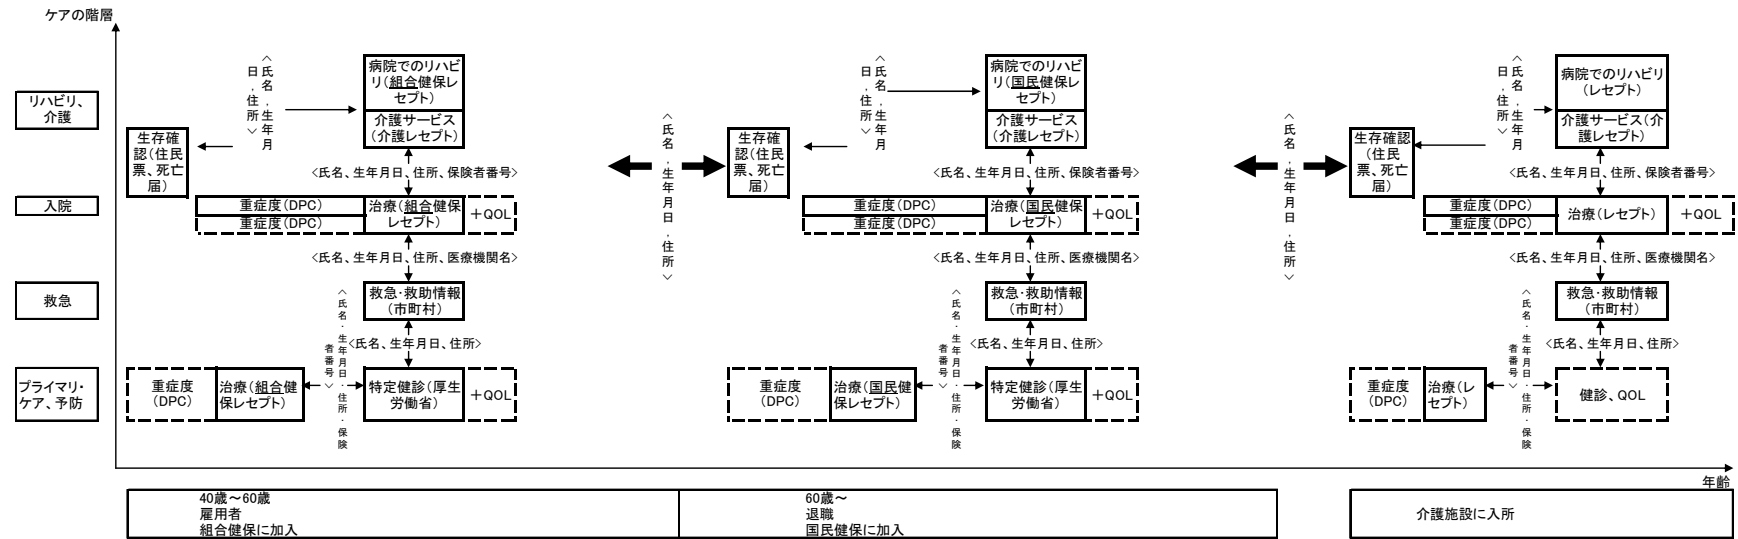 ケアの階層
リハビリ、
介護
入院
救急
プライマリ・
ケア、予防
生存確
認(住民
票、死亡
届)
<氏名,生年月
日,住所>
病院でのリハビ
リ(組合健保レ
セプト)
介護サービス
(介護レセプト)
<氏名、生年月日、住所、保険者番号>
重症度(DPC)
重症度(DPC)
治療(組合健保
レセプト)
+QOL
<氏名、生年月日、住所、医療機関名>
救急・救助情報
(市町村)
<氏名、生年月日、住所>
重症度
(DPC)
治療(組合健
保レセプト)
<氏名・生年月日・住所・保険
者番号>
特定健診(厚生
労働省)
+QOL
<氏名,生年月日,住所>
生存確
認(住民
票、死亡
届)
<氏名,生年月
日,住所>
病院でのリハビ
リ(国民健保レ
セプト)
介護サービス
(介護レセプト)
<氏名、生年月日、住所、保険者番号>
重症度(DPC)
重症度(DPC)
治療(国民健保
レセプト)
+QOL
<氏名、生年月日、住所、医療機関名>
救急・救助情報
(市町村)
<氏名、生年月日、住所>
重症度
(DPC)
治療(国民健
保レセプト)
<氏名・生年月日・住所・保険
者番号>
特定健診(厚生
労働省)
+QOL
<氏名,生年月日,住所>
生存確認
(住民
票、死亡
届)
<氏名,生年月
日,住所>
病院でのリハビリ
(レセプト)
介護サービス(介
護レセプト)
<氏名、生年月日、住所、保険者番号>
重症度(DPC)
重症度(DPC)
治療(レセプト)
+QOL
<氏名、生年月日、住所、医療機関名>
救急・救助情報
(市町村)
<氏名、生年月日、住所>
重症度
(DPC)
治療(レ
セプト)
<氏名・生年月日・住所・保険
者番号>
健診、QOL
年齢
40歳～60歳
雇用者
組合健保に加入
60歳～
退職
国民健保に加入
介護施設に入所